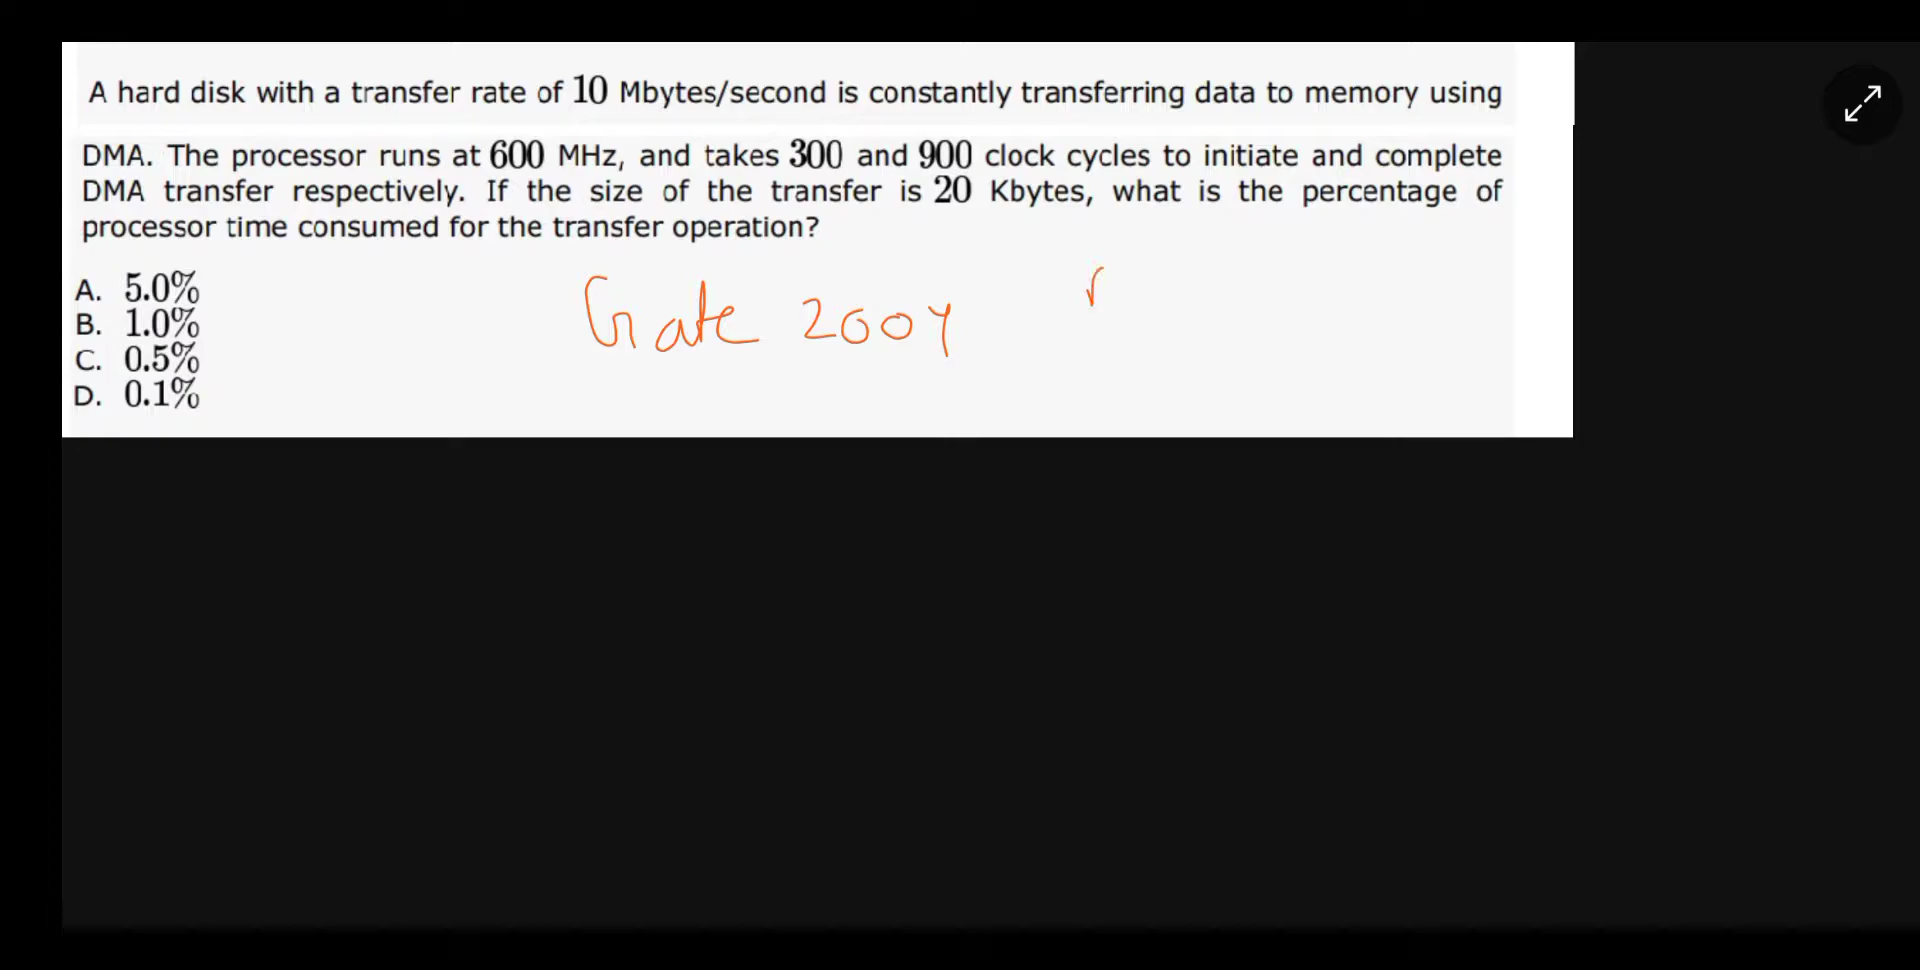 A hard disk with a transfer rate of 10 Mbytes/second is constantly transferring data to memory using
DMA. The processor runs at 600 MHz, and takes 300 and 900 clock cycles to initiate and complete
DMA transfer respectively. If the size of the transfer is 20 Kbytes, what is the percentage of
processor time consumed for the transfer operation?
A. 5.0%
B. 1.0%
C. 0.5%
D. 0.1%
Gate 2004